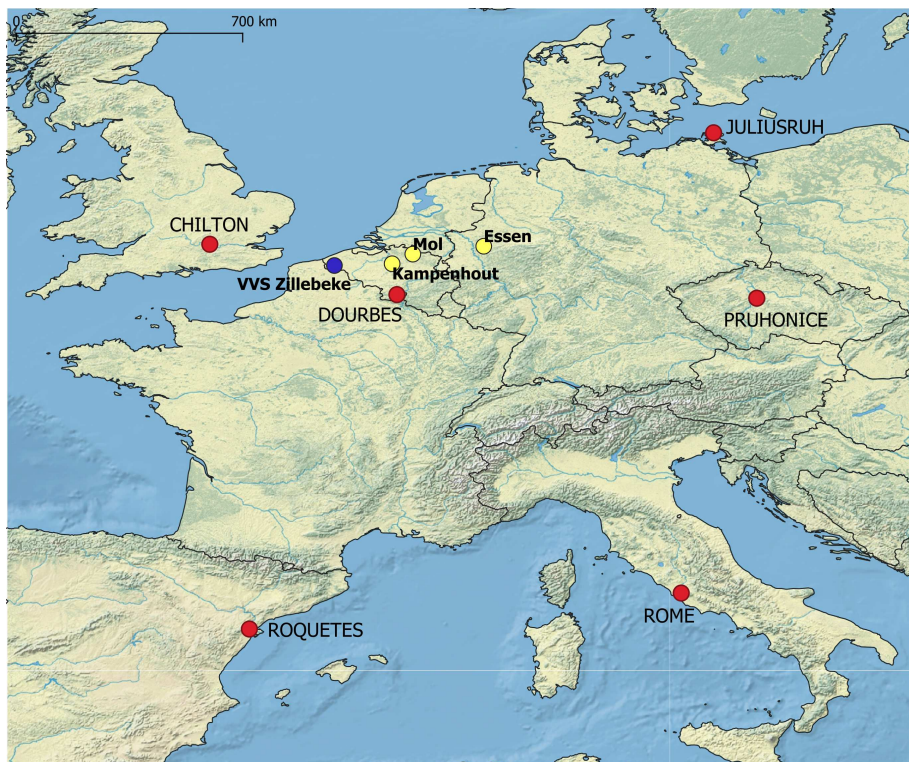 0
700 km
JULIUSRUH
CHILTON
Essen
Mol
VVS Zillebeke
Kampenhout
DOURBES
PRUHONICE
ROME
ROQUETES